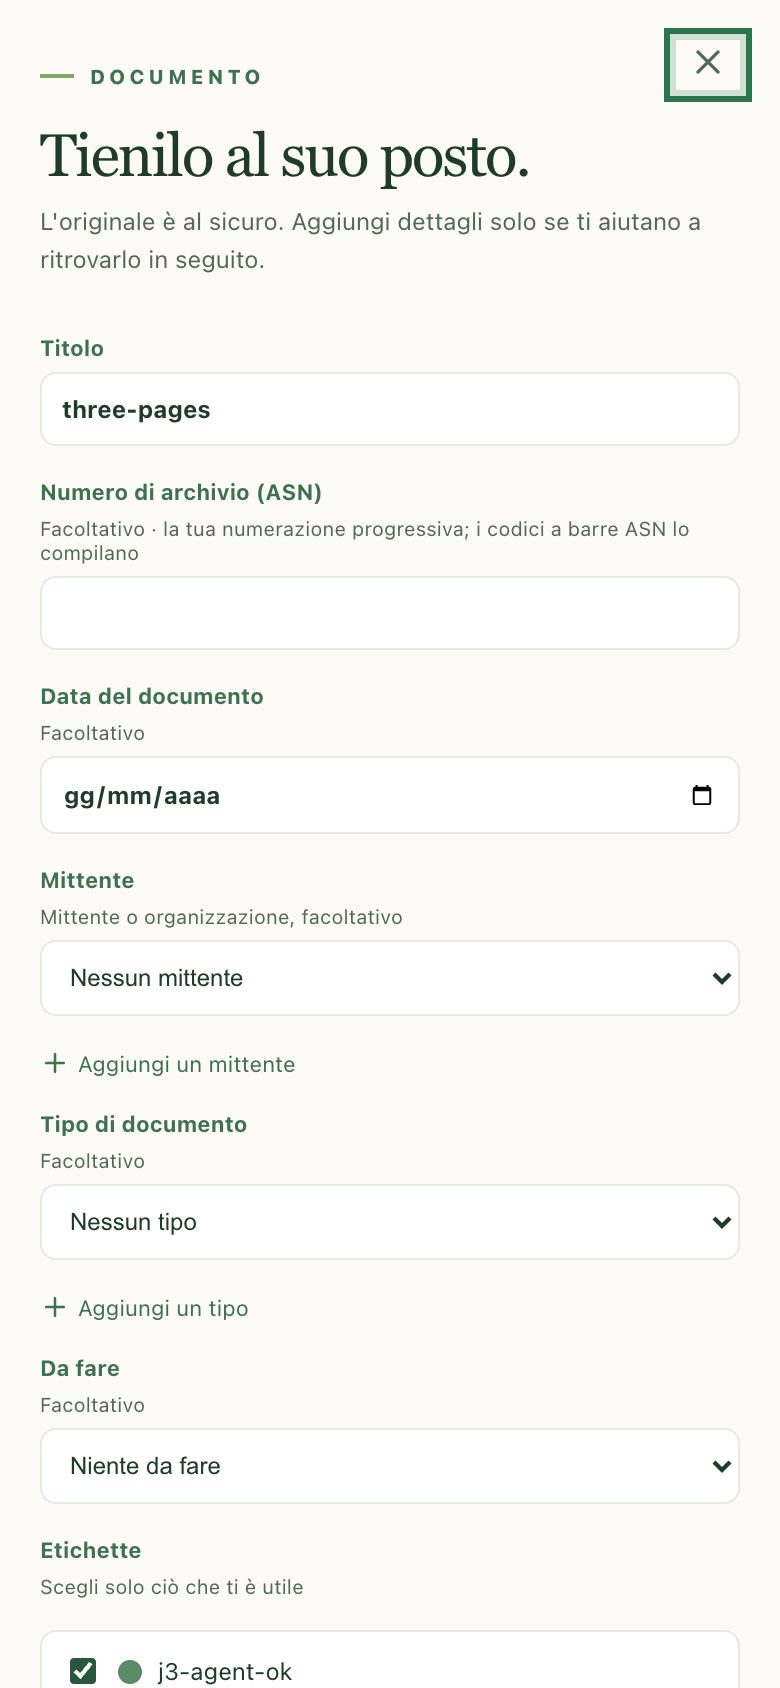 DOCUMENTO
Tienilo al suo posto.
L'originale è al sicuro. Aggiungi dettagli solo se ti aiutano a
ritrovarlo in seguito.
Titolo
three-pages
Numero di archivio (ASN)
Facoltativo · la tua numerazione progressiva; i codici a barre ASN lo
compilano
Data del documento
Facoltativo
gg/mm/aaaa
Mittente
Mittente o organizzazione, facoltativo
Nessun mittente
Aggiungi un mittente
Tipo di documento
Facoltativo
Nessun tipo
Aggiungi un tipo
Da fare
Facoltativo
Niente da fare
Etichette
Scegli solo ciò che ti è utile
j3-agent-ok